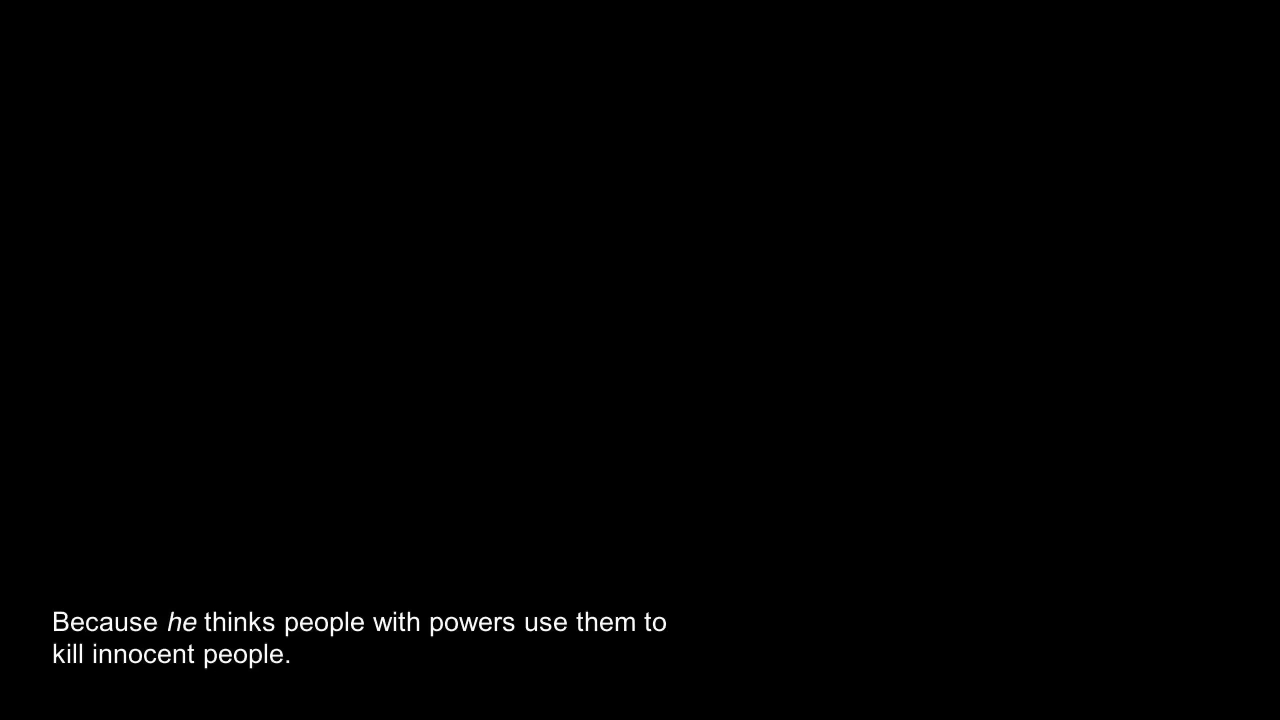 Because he thinks people with powers use them to
kill innocent people.